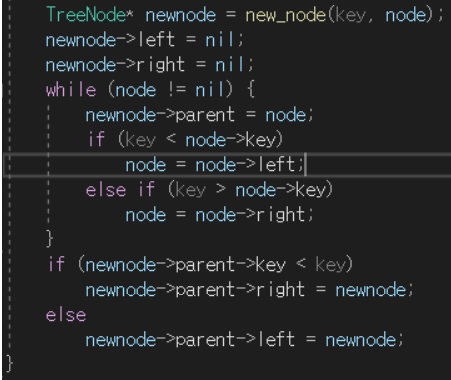 TreeNode* newnode = new_node(key, node);
newnode->left = nil;
newnode->right = nil;
while (node != nil) {
newnode->parent = node;
if (key < node->key)
node = node->left;
else if (key > node->key)
node = node->right;
}
if (newnode->parent->key < key)
newnode->parent->right = newnode;
else
newnode->parent->left = newnode;
}